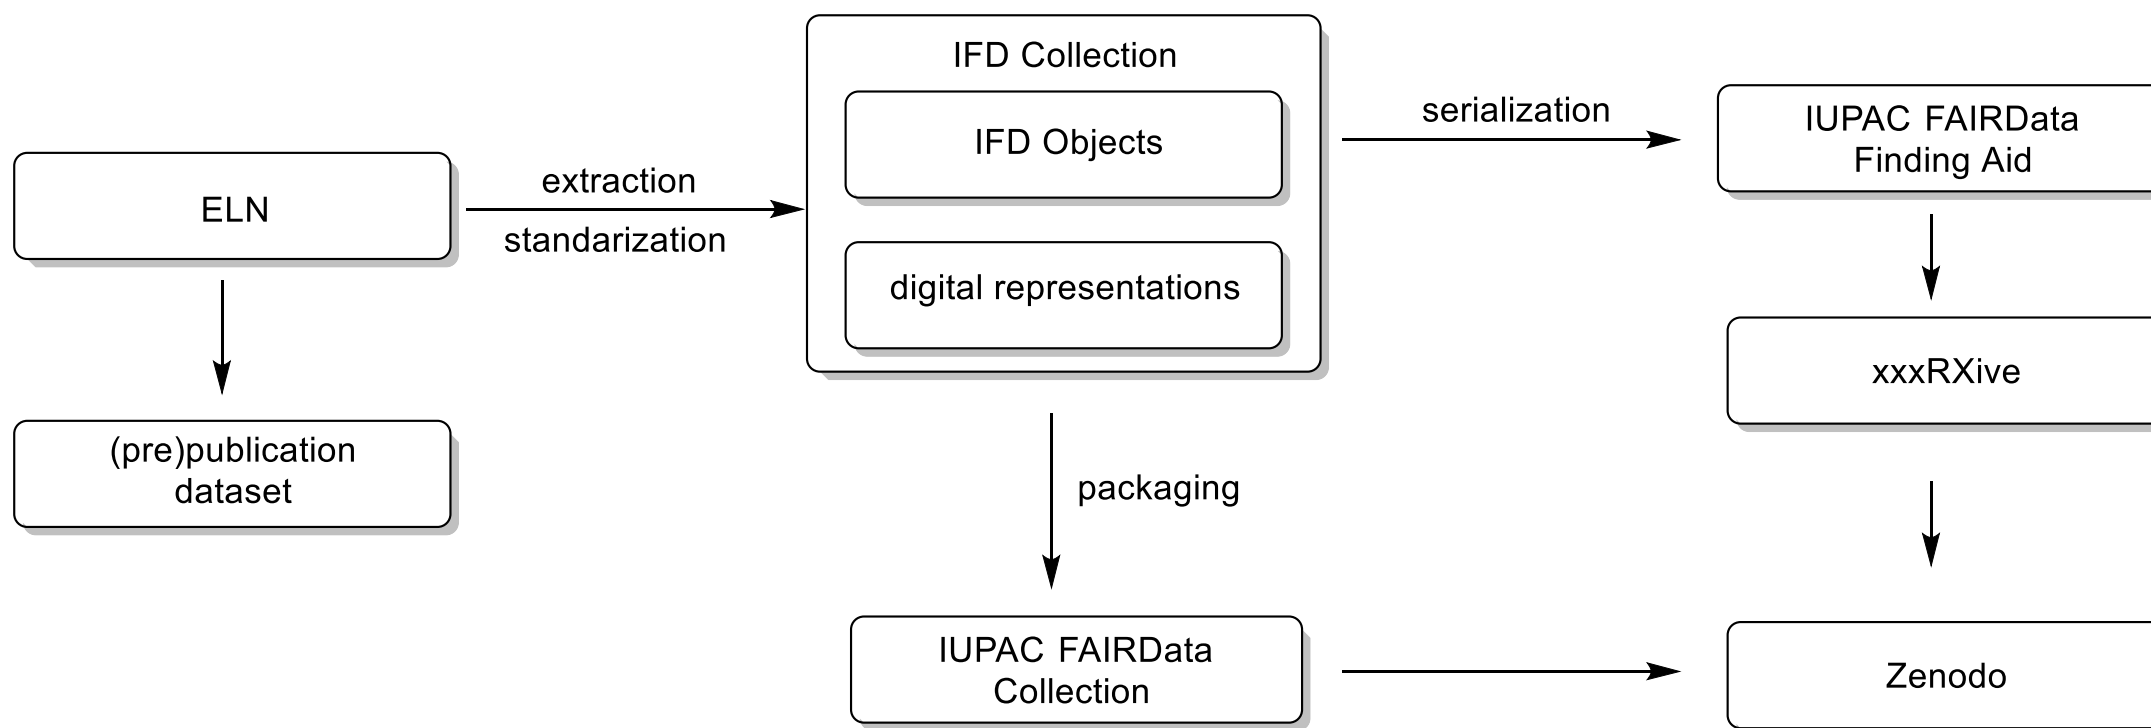 IFD Collection
IFD Objects
digital representations
serialization
IUPAC FAIRData
Finding Aid
ELN
extraction
standarization
(pre)publication
dataset
xxxRXive
packaging
IUPAC FAIRData
Collection
Zenodo